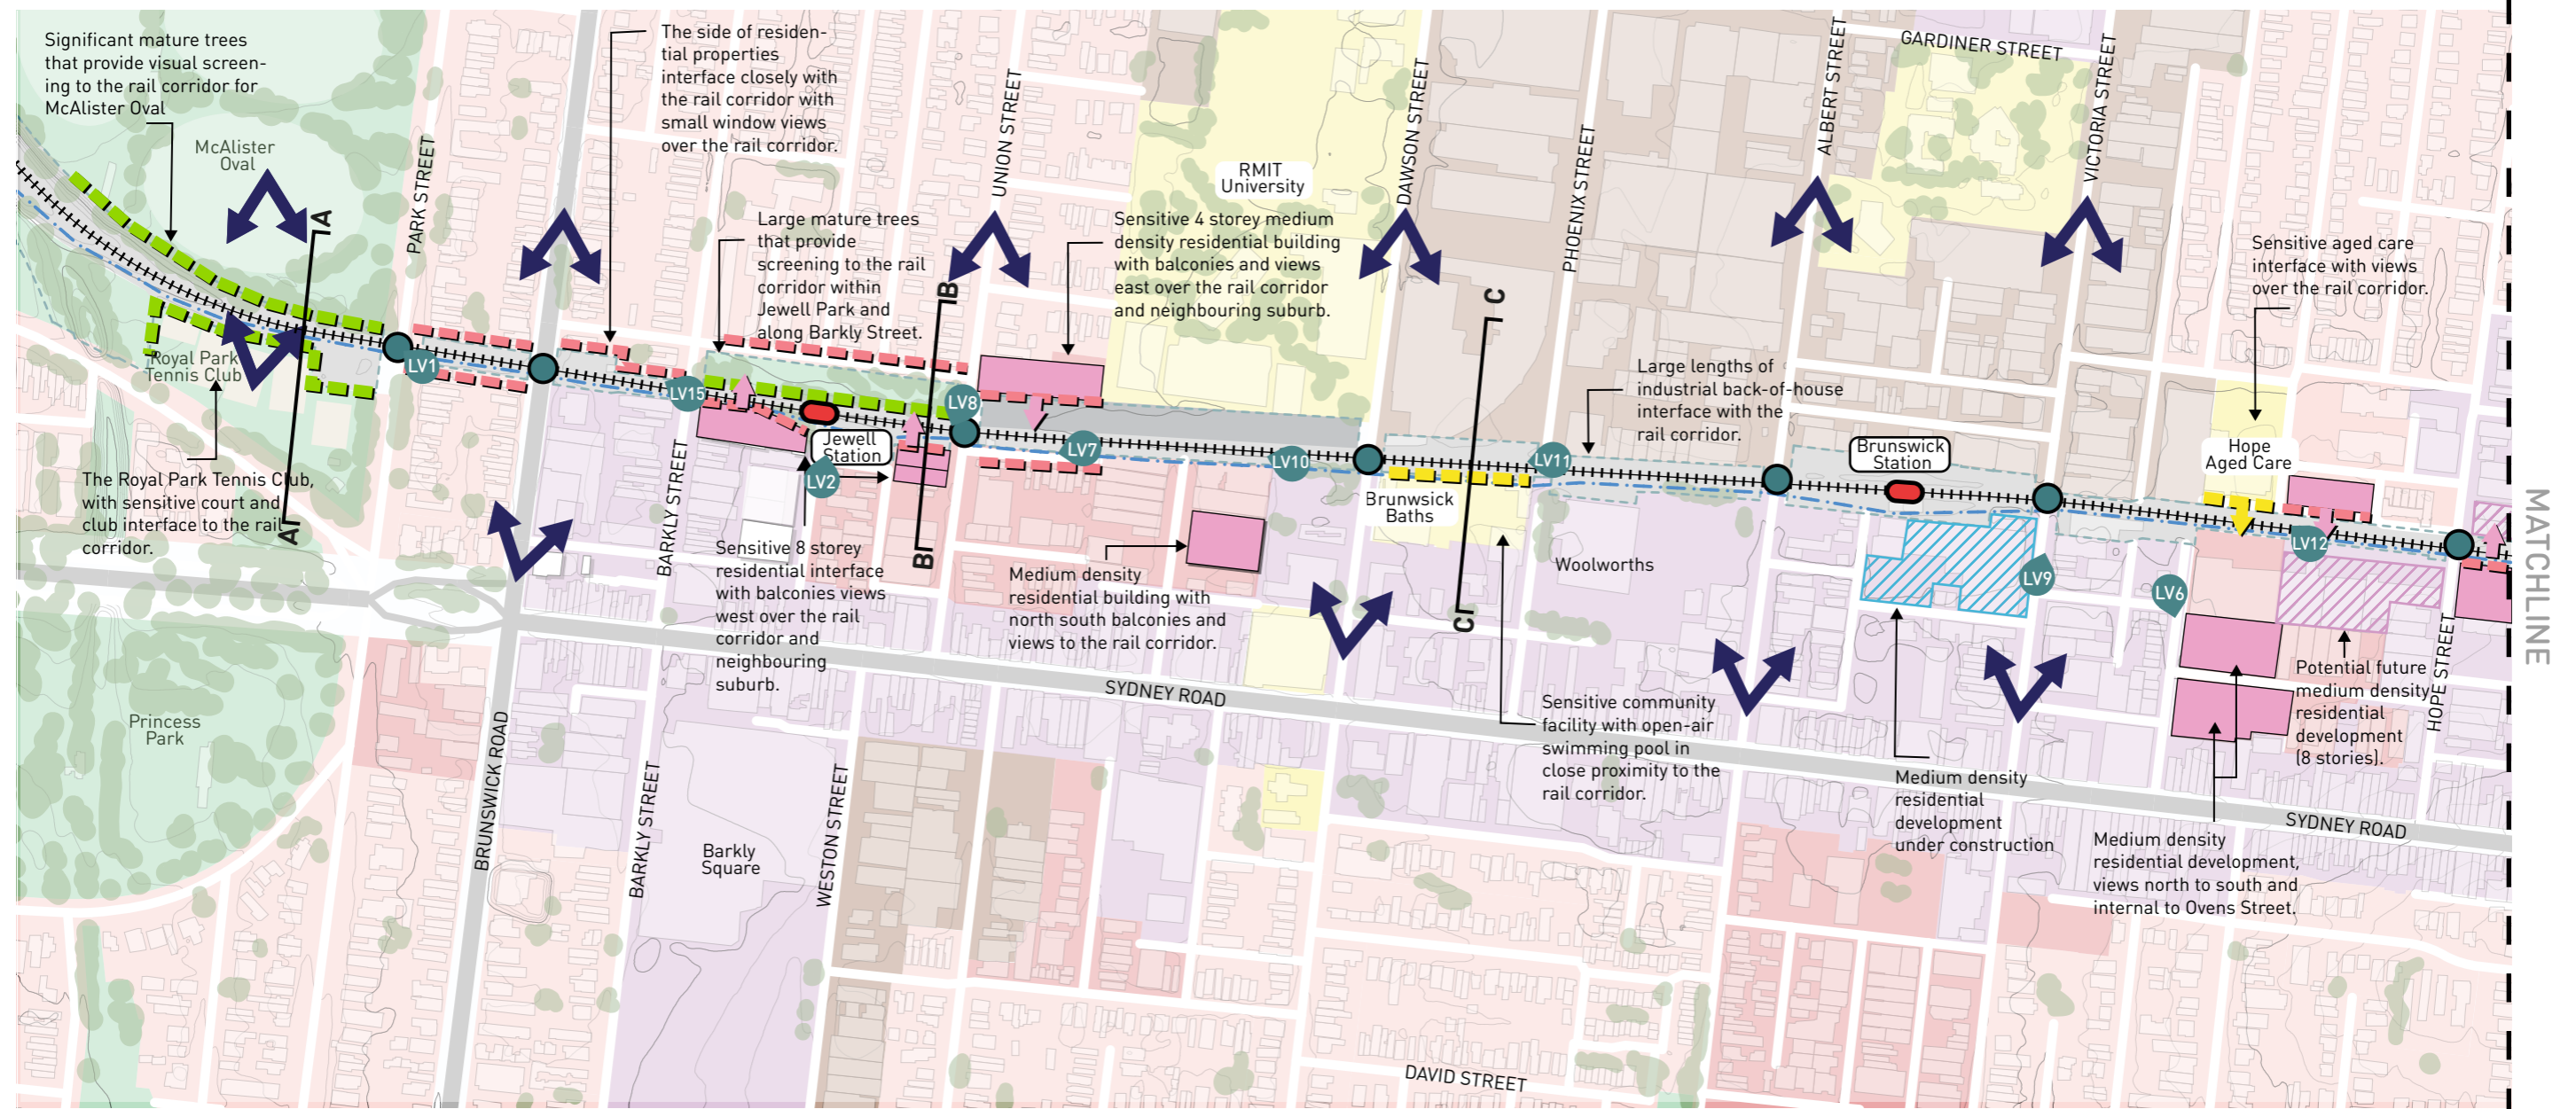 Significant mature trees
that provide visual screen-
ing to the rail corridor for
McAlister Oval
McAlister
Oval
A
PARK STREET
The side of residen-
tial properties
interface closely with
the rail corridor with
small window views
over the rail corridor.
Large mature trees
that provide
screening to the rail
corridor within
Jewell Park and
along Barkly Street.
UNION STREET
B
Sensitive 4 storey medium
density residential building
with balconies and views
east over the rail corridor
and neighbouring suburb.
RMIT
University
DAWSON STREET
C
PHOENIX STREET
Large lengths of
industrial back-of-house
interface with the
rail corridor.
ALBERT STREET
GARDINER STREET
VICTORIA STREET
Sensitive aged care
interface with views
over the rail corridor.
Royal Park
Tennis Club
LV1
LV15
LV8
LV7
LV10
LV11
LV2
LV9
LV6
LV12
Jewell
Station
Brunswick
Station
Hope
Aged Care
Brunwsick
Baths
Woolworths
The Royal Park Tennis Club,
with sensitive court and
club interface to the rail
corridor.
A
BARKLY STREET
Sensitive 8 storey
residential interface
with balconies views
west over the rail
corridor and
neighbouring
suburb.
B
Medium density
residential building with
north south balconies and
views to the rail corridor.
C
Sensitive community
facility with open-air
swimming pool in
close proximity to the
rail corridor.
Medium density
residential
development
under construction
Medium density
residential development,
views north to south and
internal to Ovens Street.
Potential future
medium density
residential
development
(8 stories).
HOPE STREET
MATCHLINE
Princess
Park
BRUNSWICK ROAD
BARKLY STREET
Barkly
Square
WESTON STREET
SYDNEY ROAD
SYDNEY ROAD
DAVID STREET